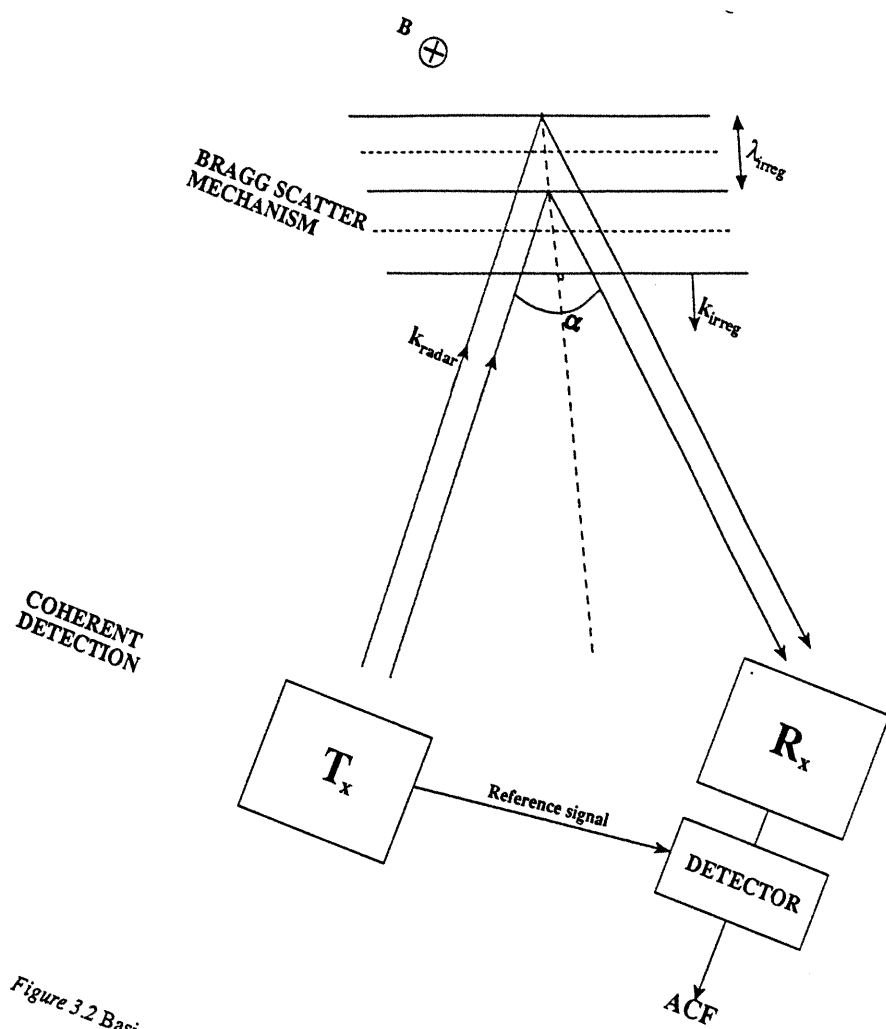 B
BRAGG SCATTER
MECHANISM
λirreg
kirreg
α
kradar
COHERENT
DETECTION
Tx
Rx
Reference signal
DETECTOR
ACF
Figure 3.2 Basi